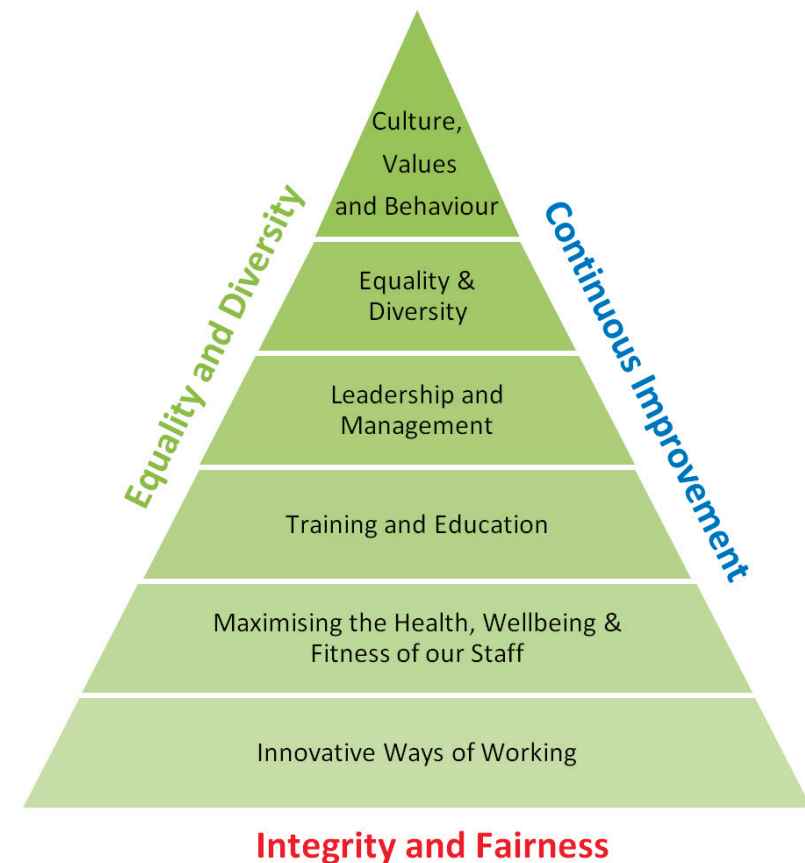 Culture,
Values
and Behaviour
Equality &
Diversity
Leadership and
Management
Training and Education
Maximising the Health, Wellbeing &
Fitness of our Staff
Innovative Ways of Working
Equality and Diversity
Continuous Improvement
Integrity and Fairness